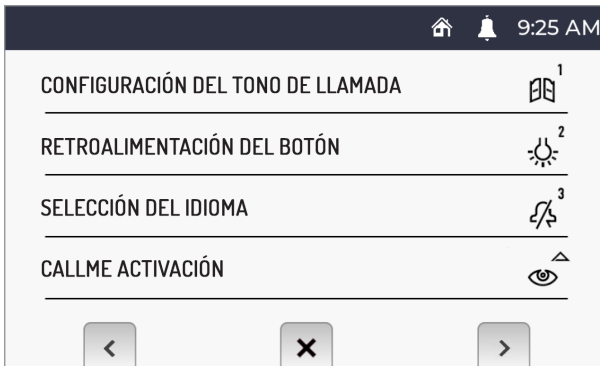 9:25 AM
CONFIGURACIÓN DEL TONO DE LLAMADA 1
RETROALIMENTACIÓN DEL BOTÓN 2
SELECCIÓN DEL IDIOMA 3
CALLME ACTIVACIÓN